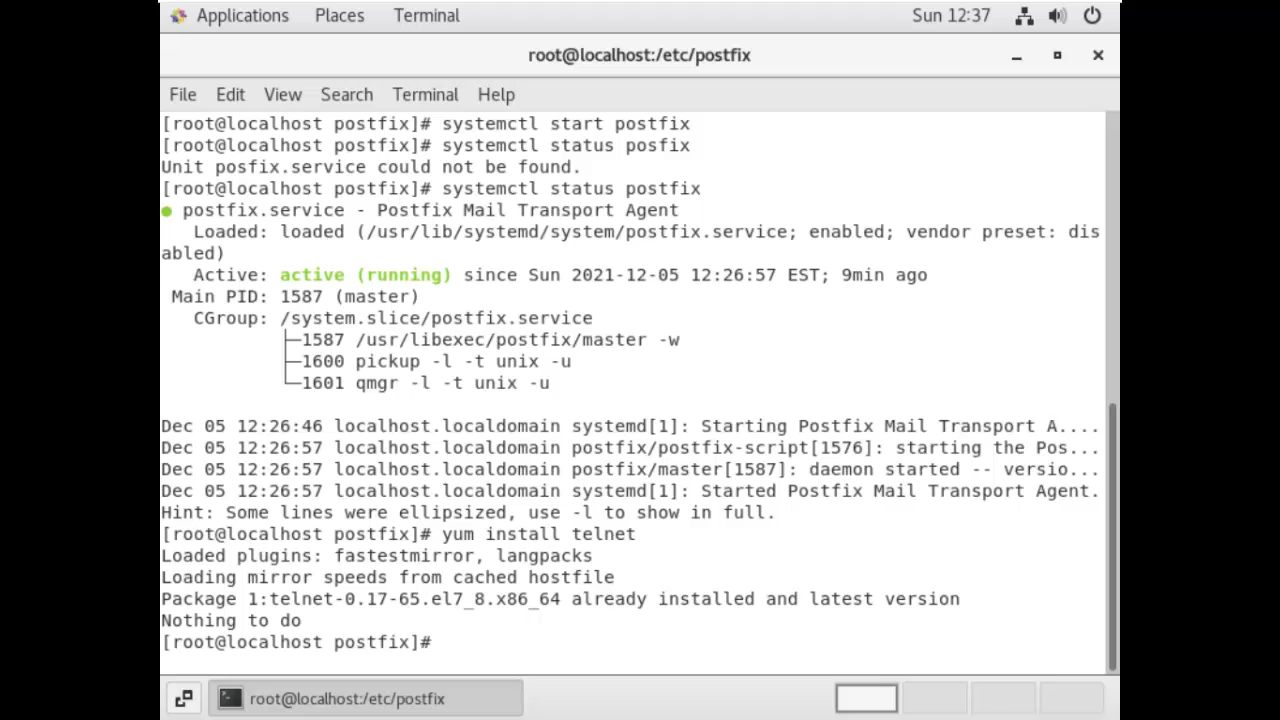 Applications Places Terminal Sun 12:37
root@localhost:/etc/postfix
File Edit View Search Terminal Help
[root@localhost postfix]# systemctl start postfix
[root@localhost postfix]# systemctl status posfix
Unit posfix.service could not be found.
[root@localhost postfix]# systemctl status postfix
● postfix.service - Postfix Mail Transport Agent
   Loaded: loaded (/usr/lib/systemd/system/postfix.service; enabled; vendor preset: dis
abled)
   Active: active (running) since Sun 2021-12-05 12:26:57 EST; 9min ago
 Main PID: 1587 (master)
   CGroup: /system.slice/postfix.service
           ├─1587 /usr/libexec/postfix/master -w
           ├─1600 pickup -l -t unix -u
           └─1601 qmgr -l -t unix -u
Dec 05 12:26:46 localhost.localdomain systemd[1]: Starting Postfix Mail Transport A....
Dec 05 12:26:57 localhost.localdomain postfix/postfix-script[1576]: starting the Pos...
Dec 05 12:26:57 localhost.localdomain postfix/master[1587]: daemon started -- versio...
Dec 05 12:26:57 localhost.localdomain systemd[1]: Started Postfix Mail Transport Agent.
Hint: Some lines were ellipsized, use -l to show in full.
[root@localhost postfix]# yum install telnet
Loaded plugins: fastestmirror, langpacks
Loading mirror speeds from cached hostfile
Package 1:telnet-0.17-65.el7_8.x86_64 already installed and latest version
Nothing to do
[root@localhost postfix]#
root@localhost:/etc/postfix